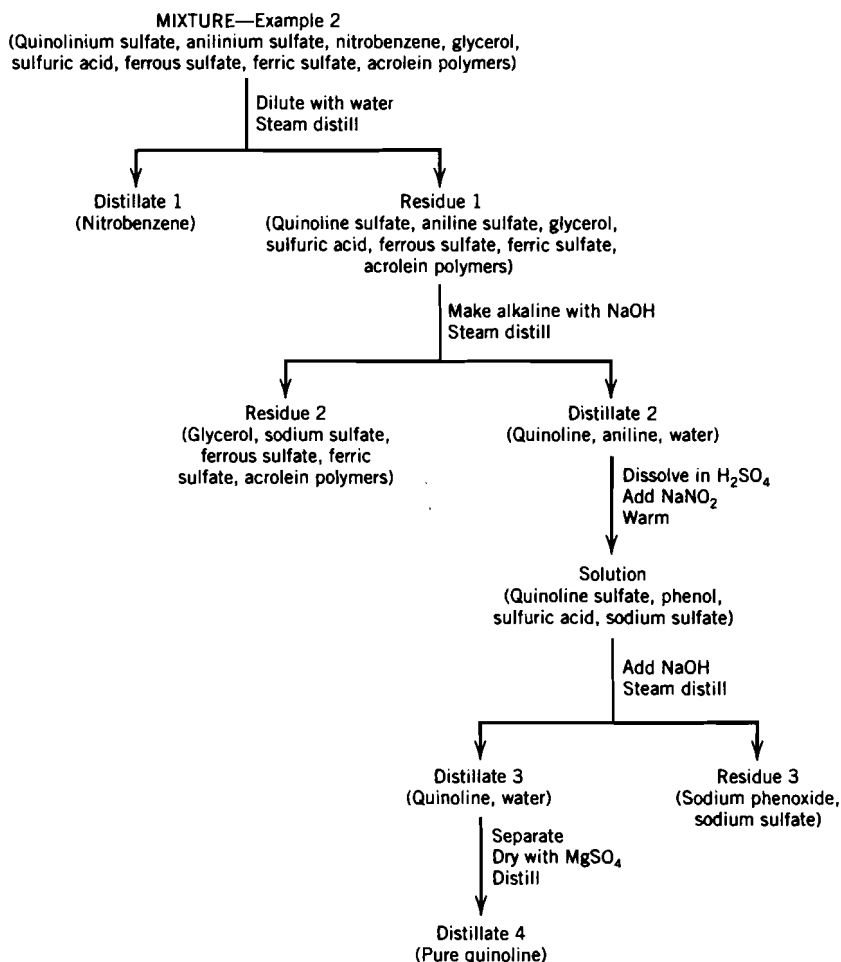 MIXTURE—Example 2
(Quinolinium sulfate, anilinium sulfate, nitrobenzene, glycerol,
sulfuric acid, ferrous sulfate, ferric sulfate, acrolein polymers)
Dilute with water
Steam distill
Distillate 1
(Nitrobenzene)
Residue 1
(Quinoline sulfate, aniline sulfate, glycerol,
sulfuric acid, ferrous sulfate, ferric sulfate,
acrolein polymers)
Make alkaline with NaOH
Steam distill
Residue 2
(Glycerol, sodium sulfate,
ferrous sulfate, ferric
sulfate, acrolein polymers)
Distillate 2
(Quinoline, aniline, water)
Dissolve in H₂SO₄
Add NaNO₂
Warm
Solution
(Quinoline sulfate, phenol,
sulfuric acid, sodium sulfate)
Add NaOH
Steam distill
Distillate 3
(Quinoline, water)
Residue 3
(Sodium phenoxide,
sodium sulfate)
Separate
Dry with MgSO₄
Distill
Distillate 4
(Pure quinoline)